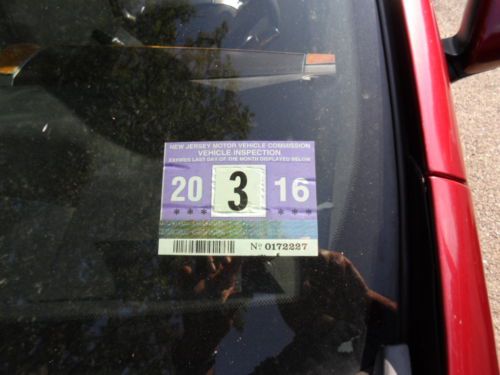 NEW JERSEY MOTOR VEHICLE COMMISSION
VEHICLE INSPECTION
EXPIRES LAST DAY OF THE MONTH DISPLAYED BELOW
20 3 16
* * * * * *
No 0172227